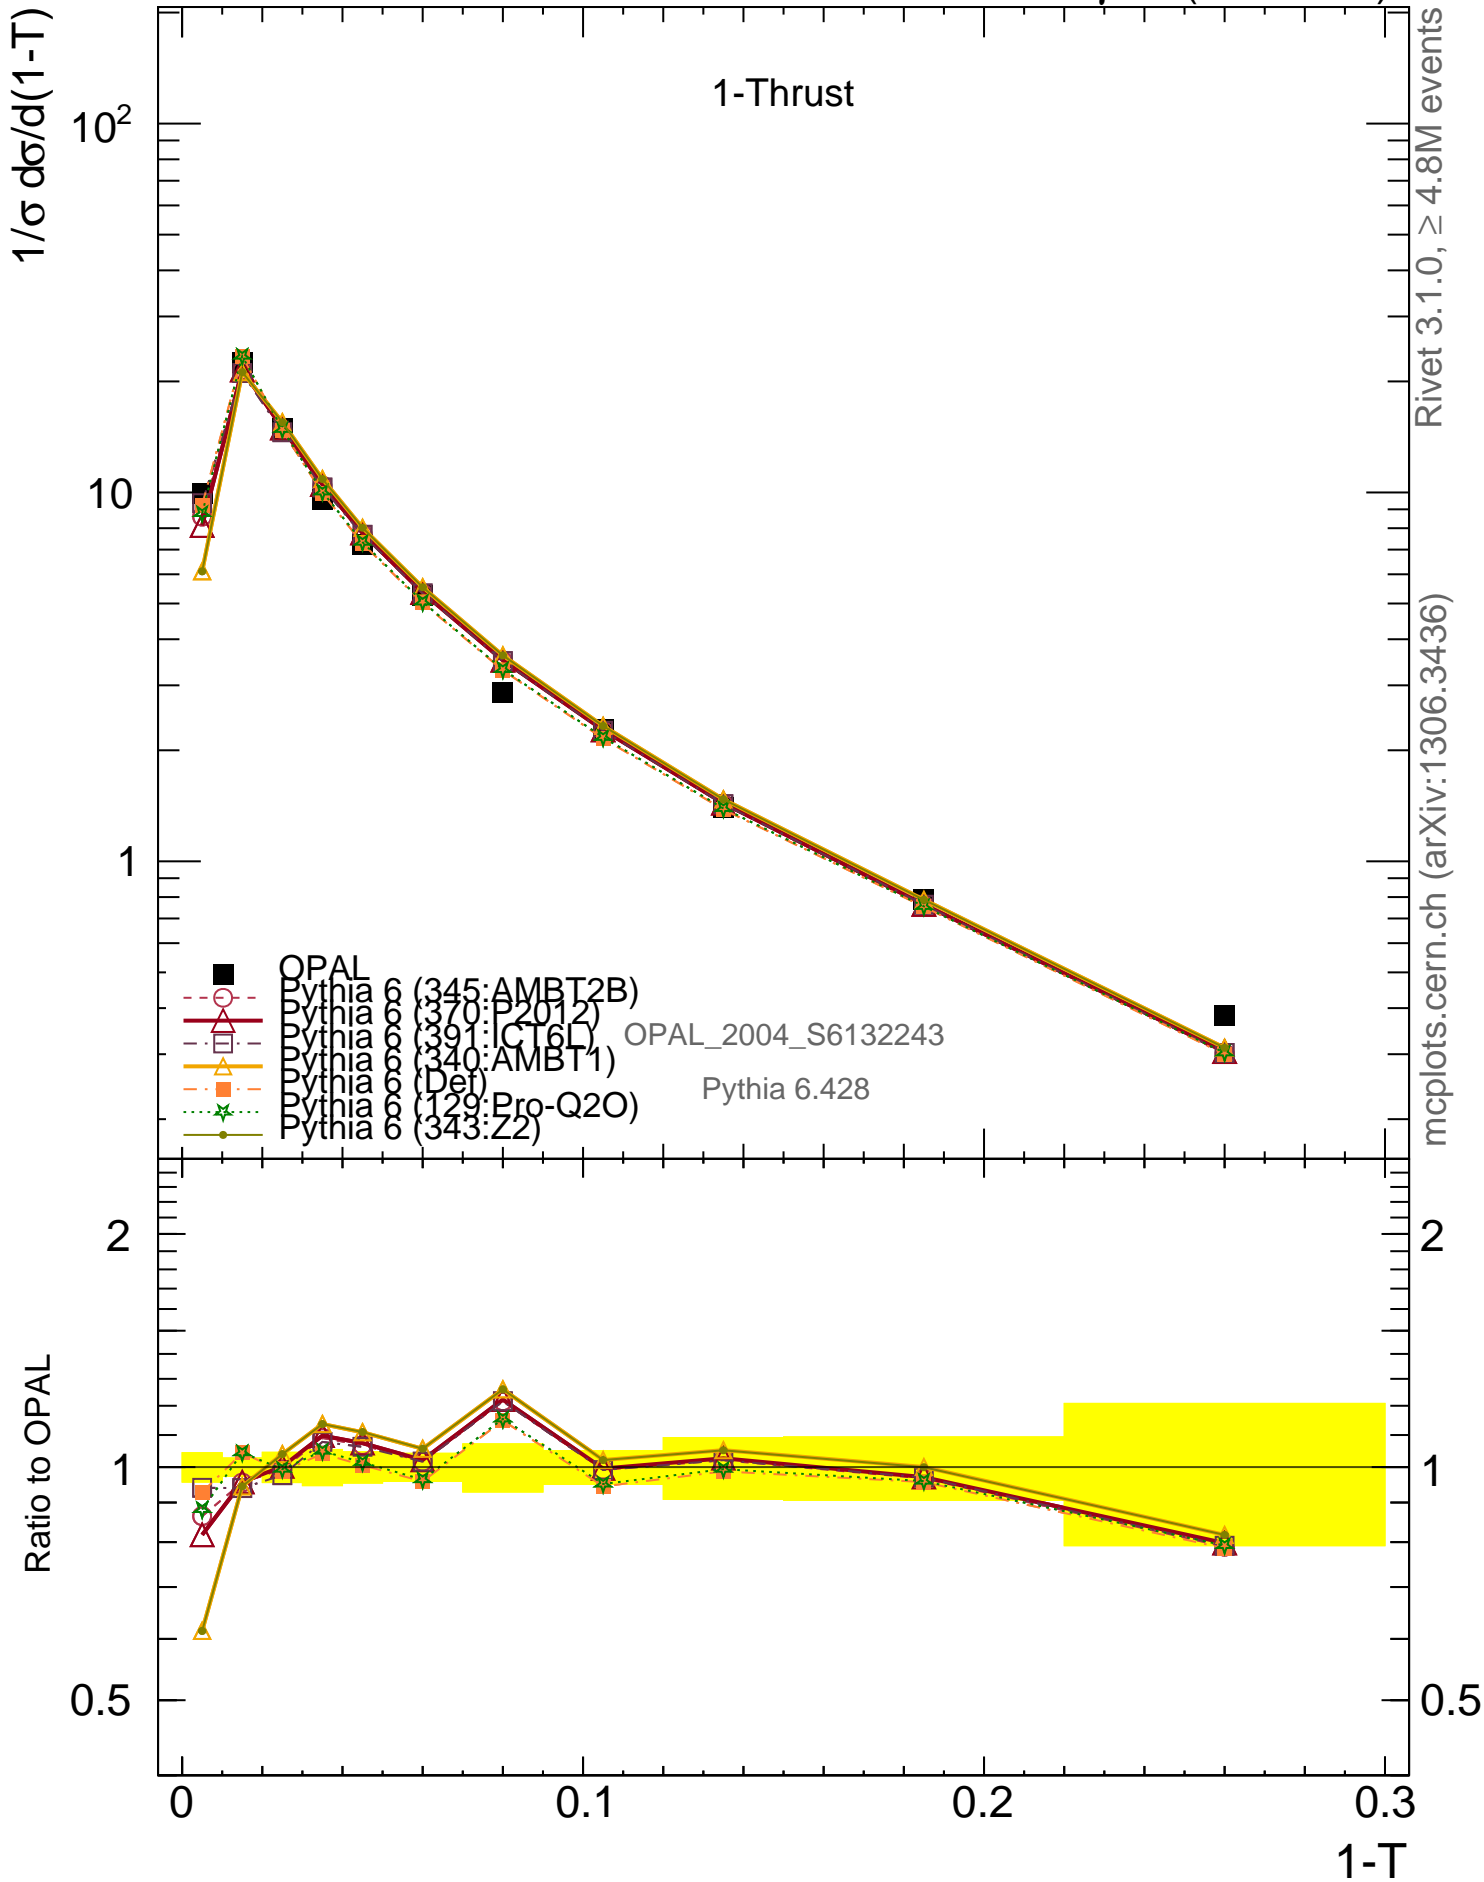 1/σ dσ/d(1-T)
1-Thrust
10²
10
1
OPAL
Pythia 6 (345:AMBT2B)
Pythia 6 (370:P2012)
Pythia 6 (391:ICT6L)
Pythia 6 (340:AMBT1)
Pythia 6 (Def)
Pythia 6 (129:Pro-Q2O)
Pythia 6 (343:Z2)
OPAL_2004_S6132243
Pythia 6.428
Rivet 3.1.0, ≥ 4.8M events
mcplots.cern.ch (arXiv:1306.3436)
Ratio to OPAL
2
1
0.5
2
1
0.5
0
0.1
0.2
0.3
1-T